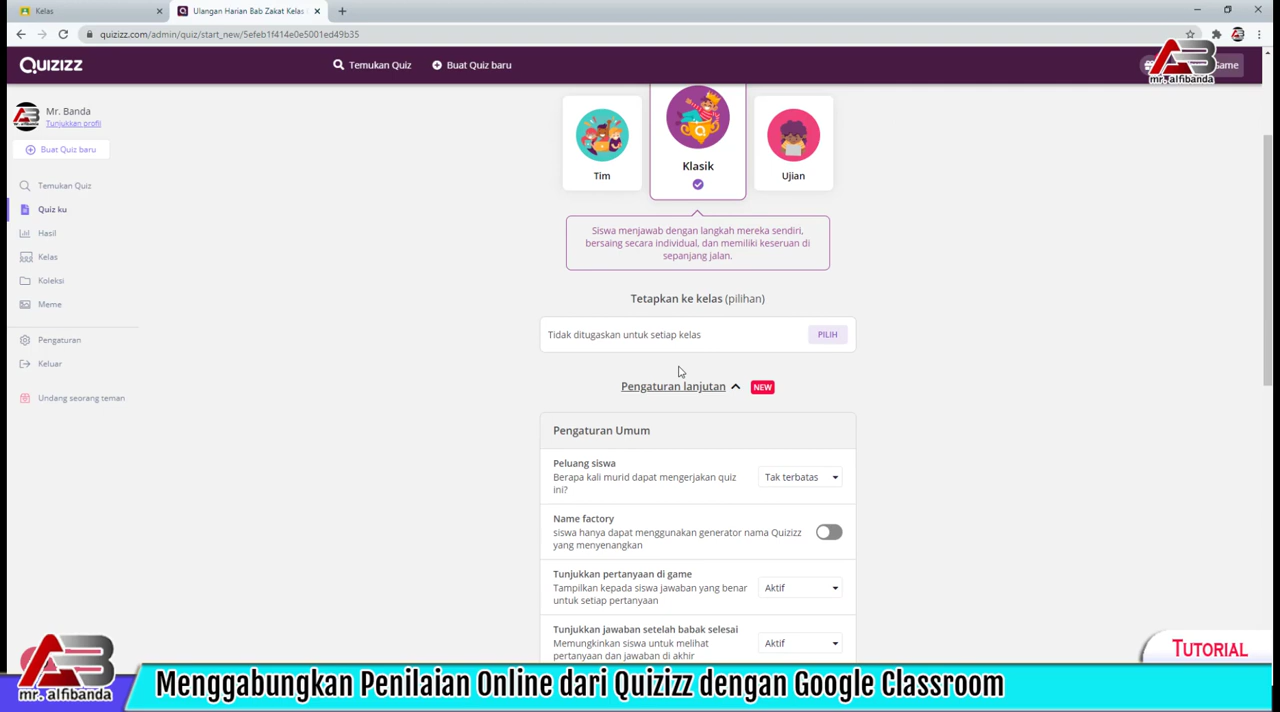 Kelas
Ulangan Harian Bab Zakat Kelas
quizizz.com/admin/quiz/start_new/5efeb1f414e0e5001ed49b35
QUIZIZZ
Temukan Quiz
Buat Quiz baru
Game
mr. alfibanda
Mr. Banda
Tunjukkan profil
Buat Quiz baru
Temukan Quiz
Quiz ku
Hasil
Kelas
Koleksi
Meme
Pengaturan
Keluar
Undang seorang teman
Tim
Klasik
Ujian
Siswa menjawab dengan langkah mereka sendiri,
bersaing secara individual, dan memiliki keseruan di
sepanjang jalan.
Tetapkan ke kelas (pilihan)
Tidak ditugaskan untuk setiap kelas
PILIH
Pengaturan lanjutan
NEW
Pengaturan Umum
Peluang siswa
Berapa kali murid dapat mengerjakan quiz
ini?
Tak terbatas
Name factory
siswa hanya dapat menggunakan generator nama Quizizz
yang menyenangkan
Tunjukkan pertanyaan di game
Tampilkan kepada siswa jawaban yang benar
untuk setiap pertanyaan
Aktif
Tunjukkan jawaban setelah babak selesai
Memungkinkan siswa untuk melihat
pertanyaan dan jawaban di akhir
Aktif
TUTORIAL
AB
mr. alfibanda
Menggabungkan Penilaian Online dari Quizizz dengan Google Classroom